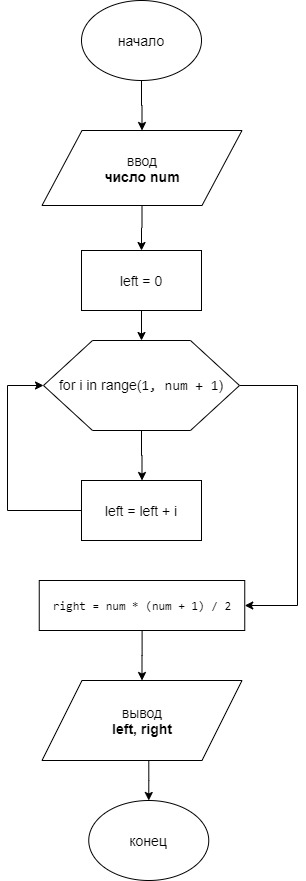 начало
ввод
число num
left = 0
for i in range(1, num + 1)
left = left + i
right = num * (num + 1) / 2
вывод
left, right
конец